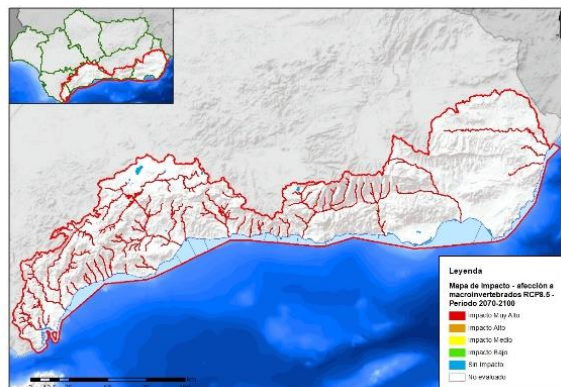 Leyenda
Mapa de Impacto - afección a
macroinvertebrados RCP8.5 -
Periodo 2070-2100
Impacto Muy Alto
Impacto Alto
Impacto Medio
Impacto Bajo
Sin Impacto
No evaluado